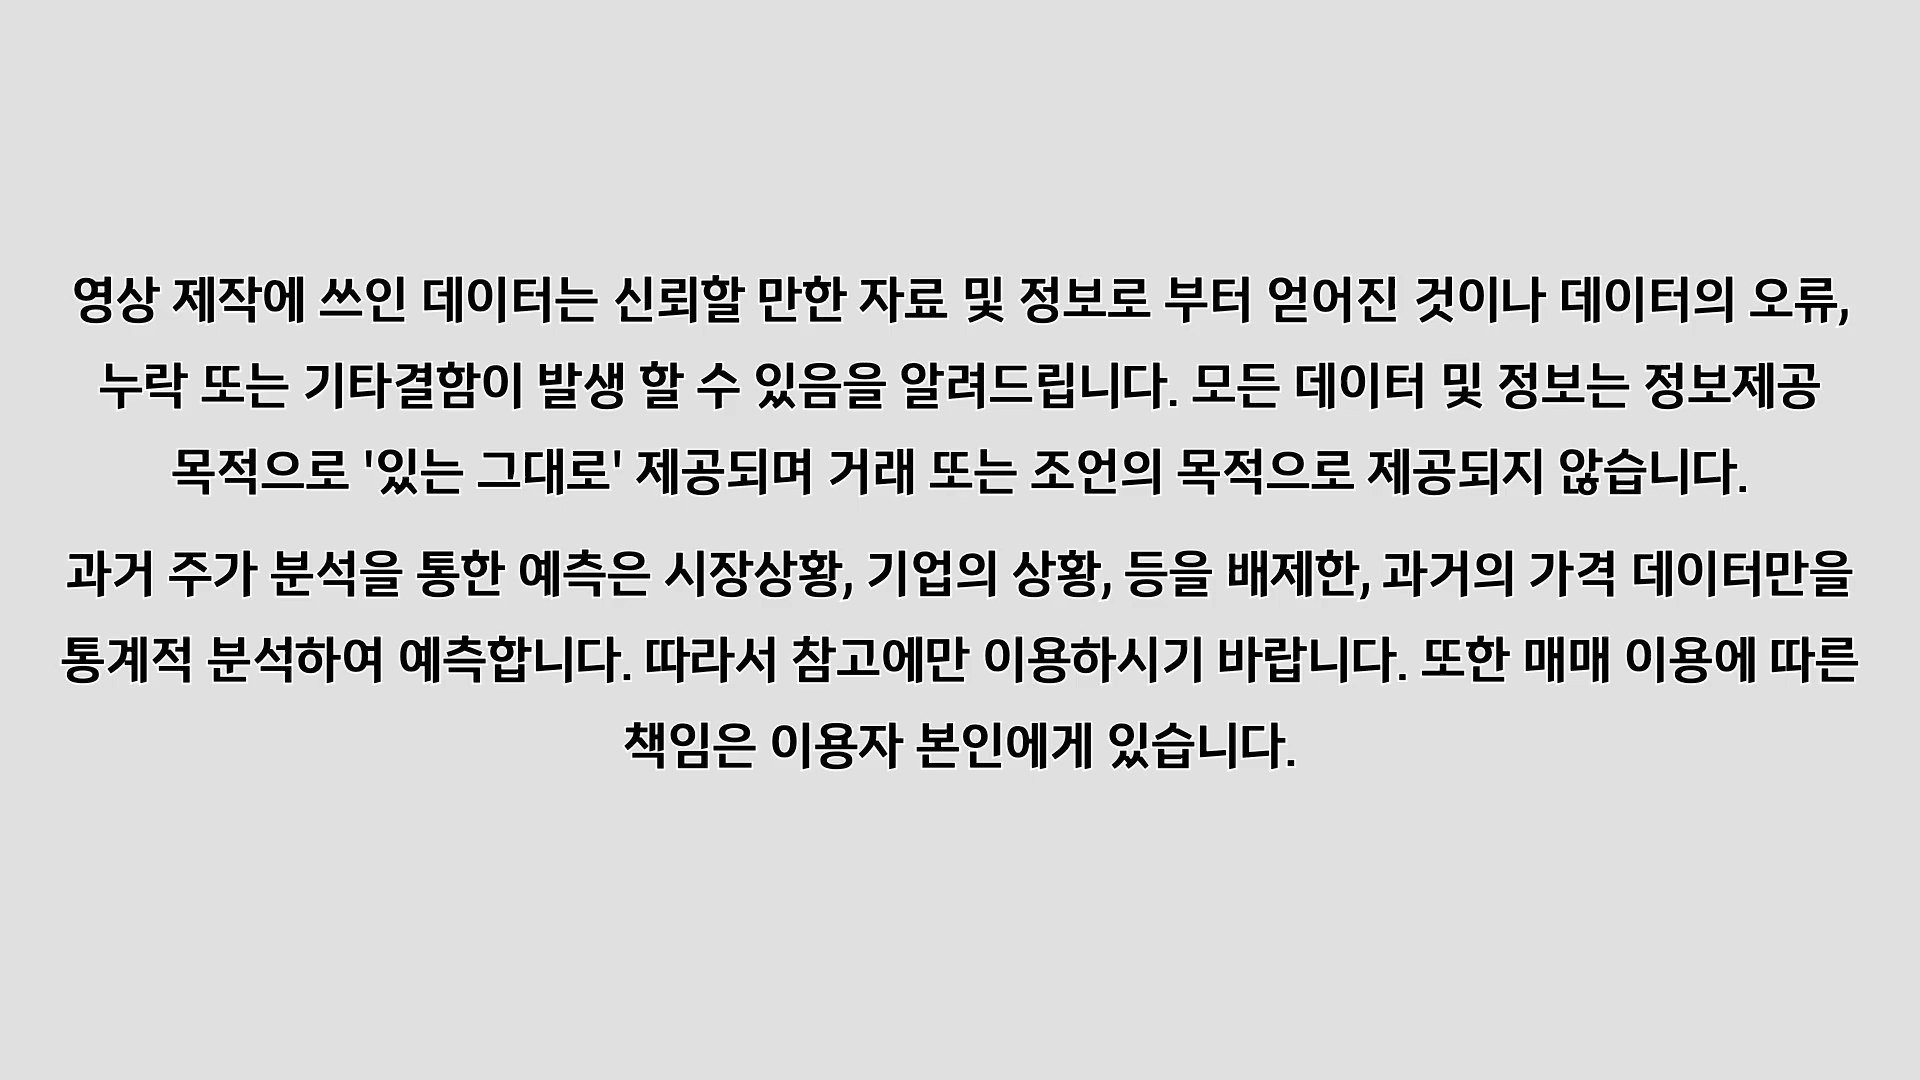 영상 제작에 쓰인 데이터는 신뢰할 만한 자료 및 정보로 부터 얻어진 것이나 데이터의 오류,
누락 또는 기타결함이 발생 할 수 있음을 알려드립니다. 모든 데이터 및 정보는 정보제공
목적으로 '있는 그대로' 제공되며 거래 또는 조언의 목적으로 제공되지 않습니다.
과거 주가 분석을 통한 예측은 시장상황, 기업의 상황, 등을 배제한, 과거의 가격 데이터만을
통계적 분석하여 예측합니다. 따라서 참고에만 이용하시기 바랍니다. 또한 매매 이용에 따른
책임은 이용자 본인에게 있습니다.